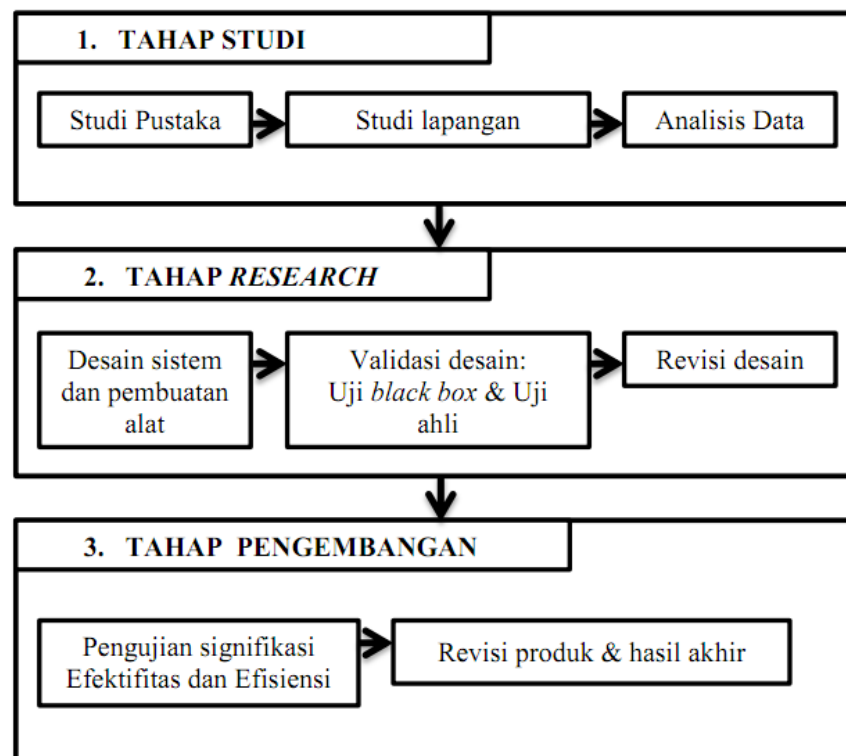 1. TAHAP STUDI
Studi Pustaka
Studi lapangan
Analisis Data
2. TAHAP RESEARCH
Desain sistem
dan pembuatan
alat
Validasi desain:
Uji black box & Uji
ahli
Revisi desain
3. TAHAP PENGEMBANGAN
Pengujian signifikasi
Efektifitas dan Efisiensi
Revisi produk & hasil akhir